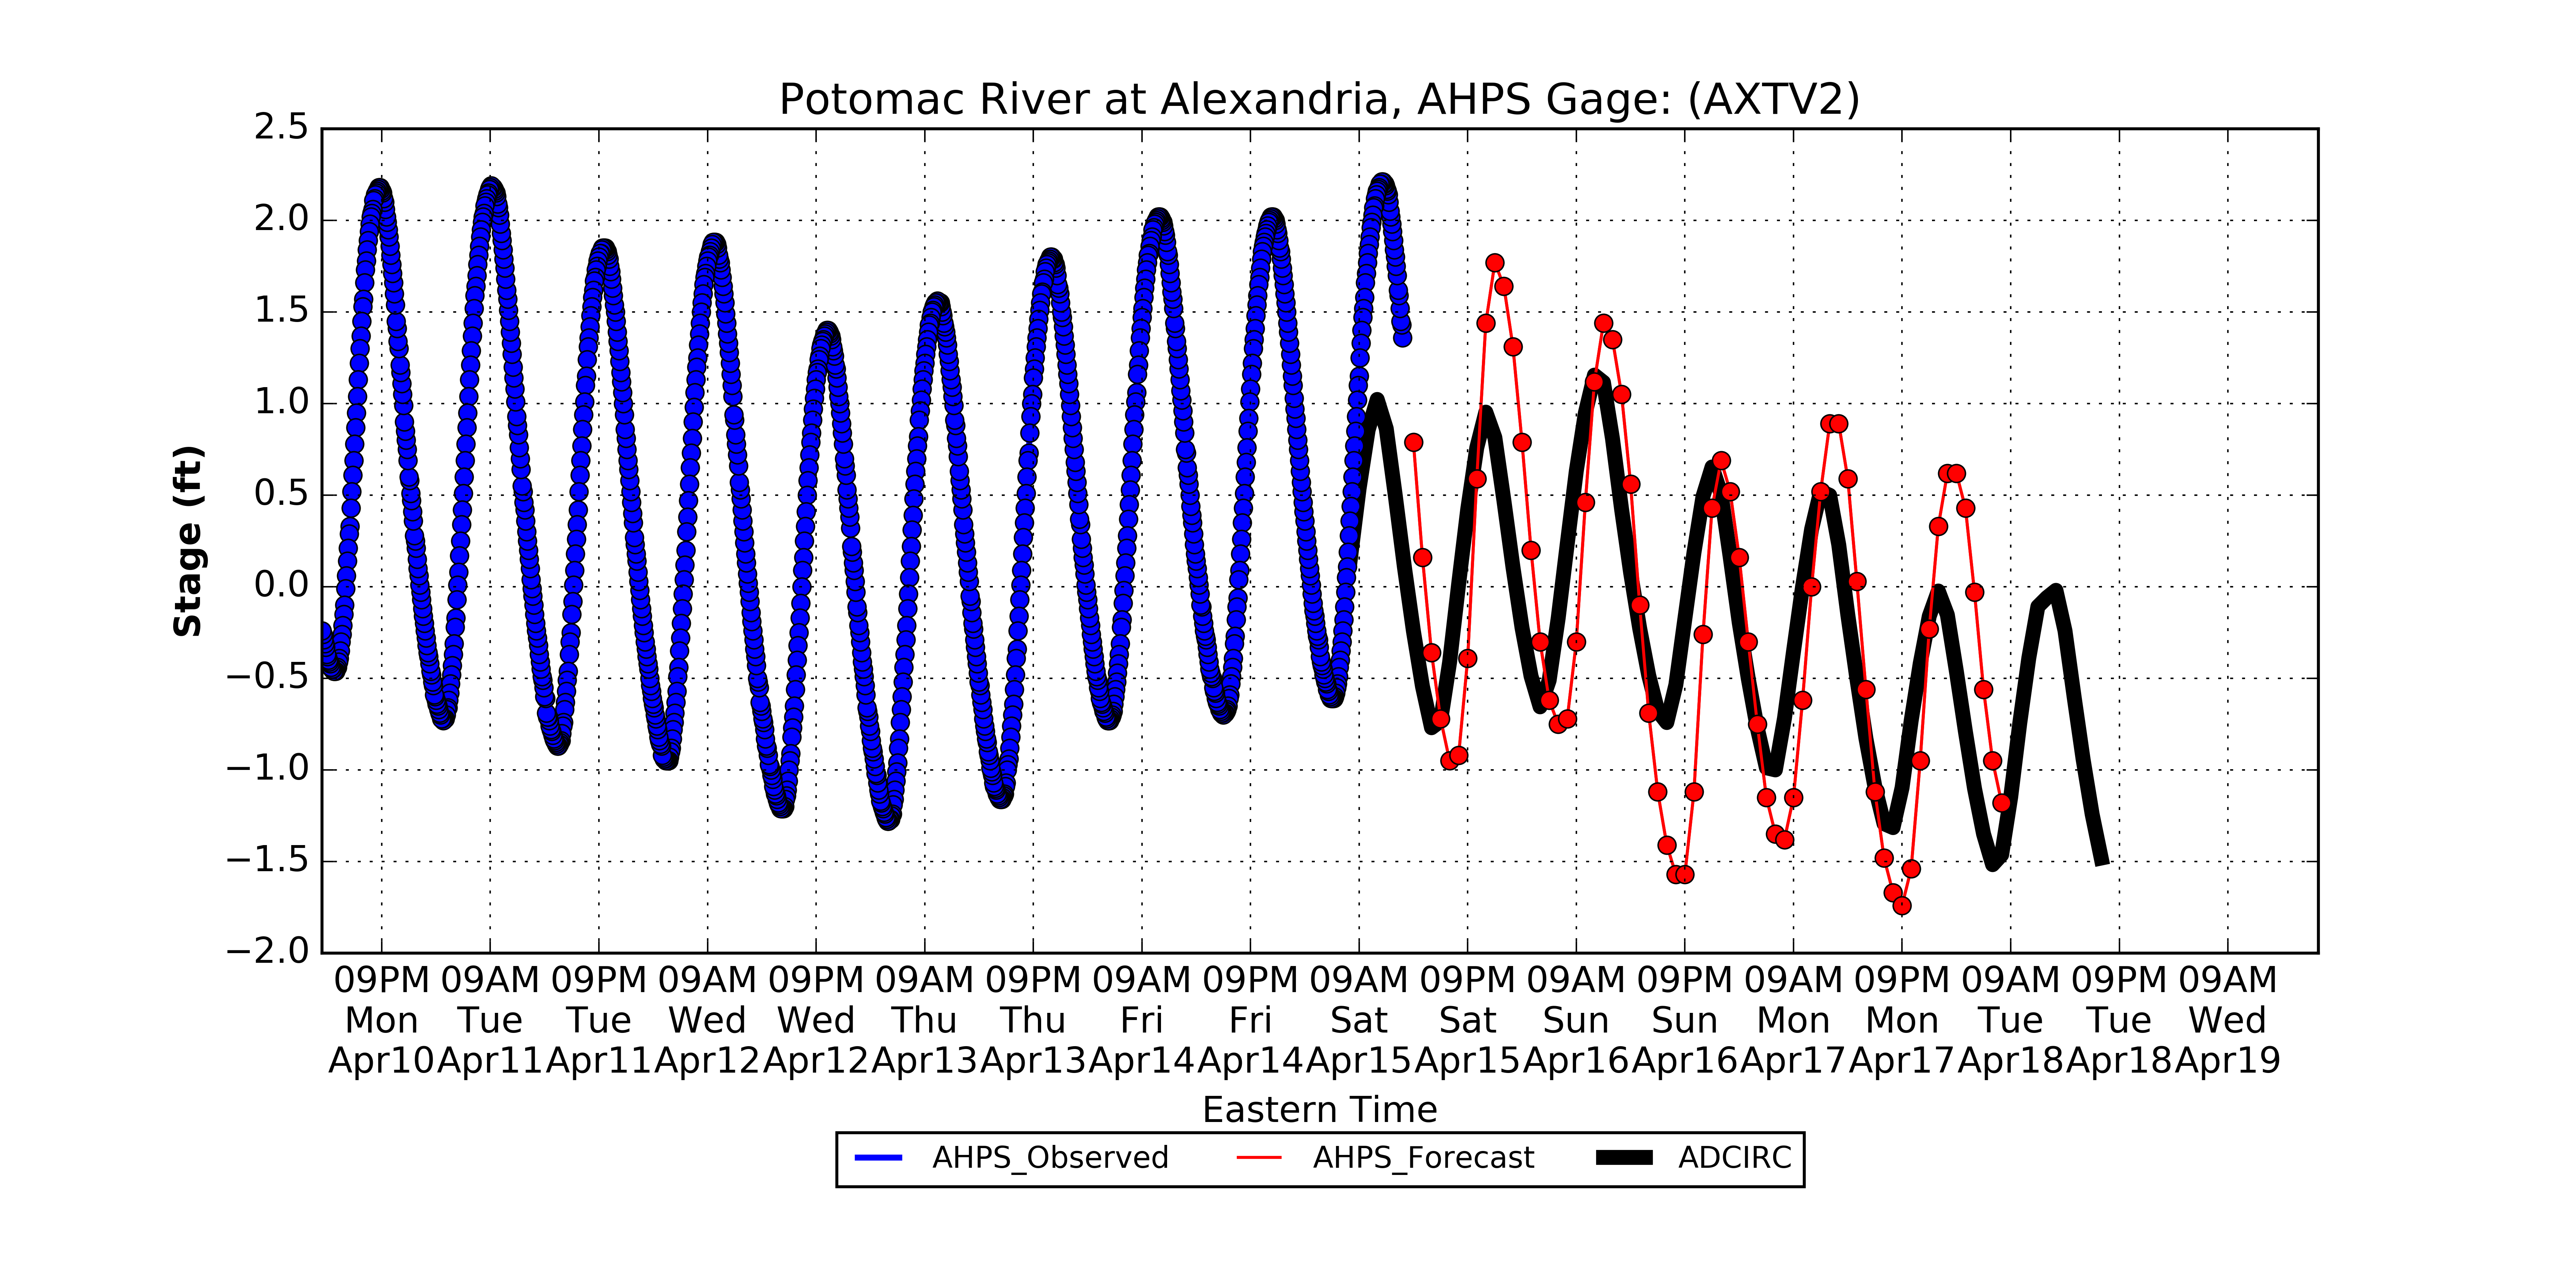 Potomac River at Alexandria, AHPS Gage: (AXTV2)
2.5
2.0
1.5
1.0
0.5
0.0
−0.5
−1.0
−1.5
−2.0
Stage (ft)
09PM 09AM 09PM 09AM 09PM 09AM 09PM 09AM 09PM 09AM 09PM 09AM 09PM 09AM 09PM 09AM 09PM 09AM
Mon Tue Tue Wed Wed Thu Thu Fri Fri Sat Sat Sun Sun Mon Mon Tue Tue Wed
Apr10 Apr11 Apr11 Apr12 Apr12 Apr13 Apr13 Apr14 Apr14 Apr15 Apr15 Apr16 Apr16 Apr17 Apr17 Apr18 Apr18 Apr19
Eastern Time
AHPS_Observed AHPS_Forecast ADCIRC